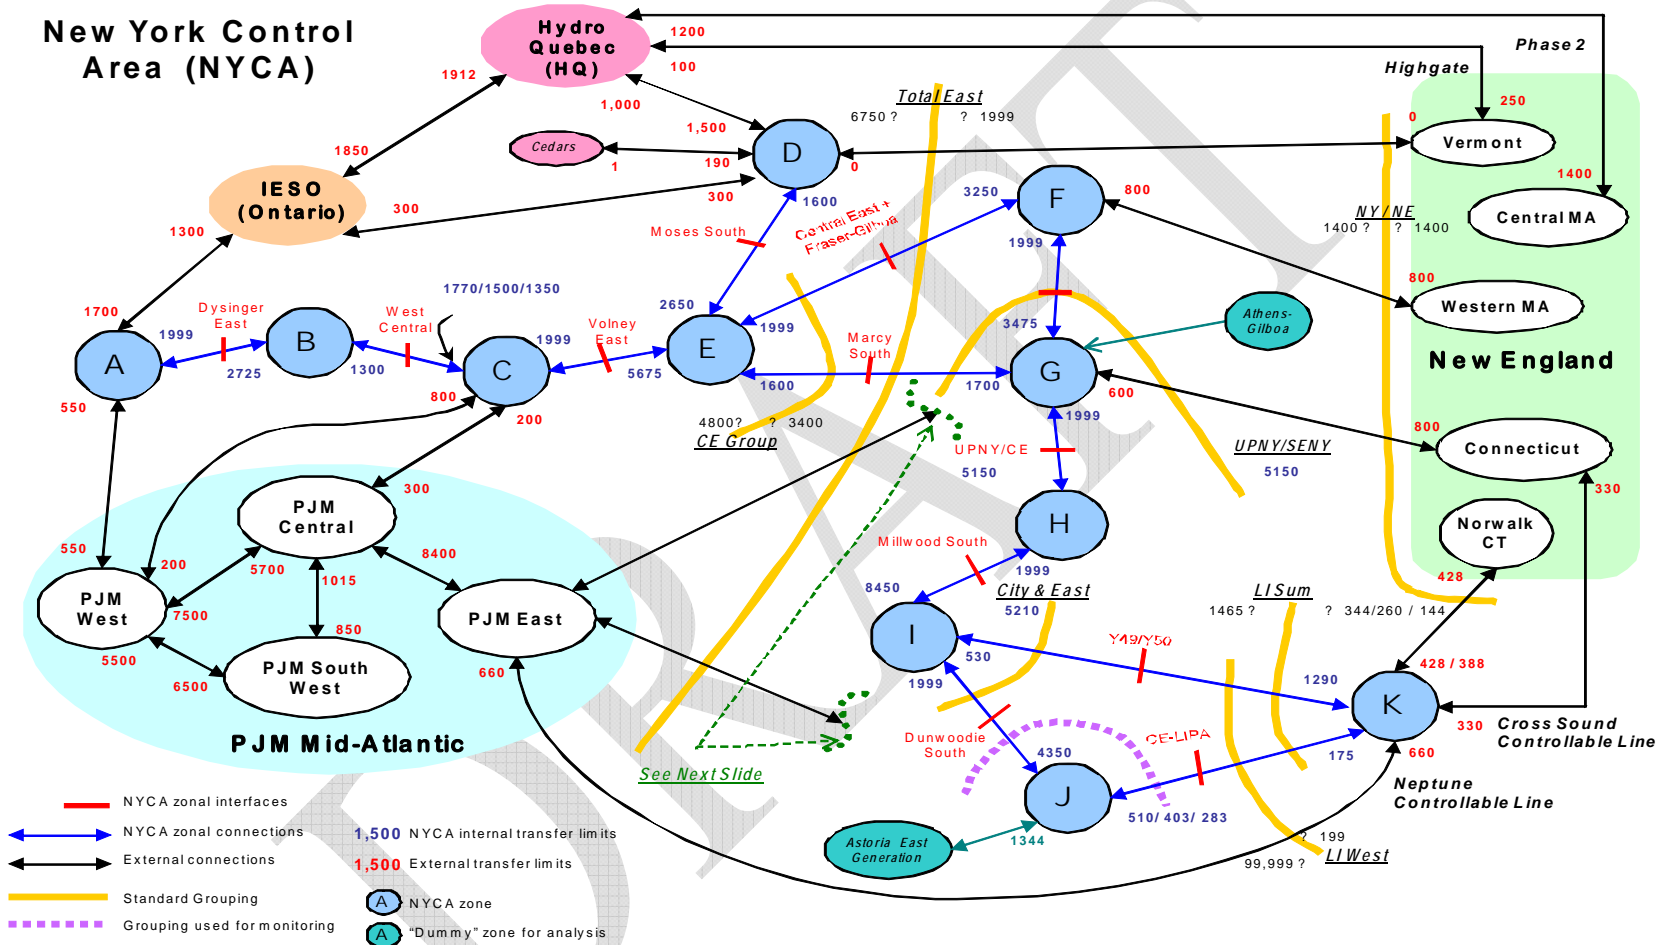 New York Control
Area (NYCA)
Hydro
Quebec
(HQ)
1200
100
1912
1,000
1,500
Phase 2
Highgate
250
0
Vermont
1400
Central MA
NY/NE
1400 ? ? 1400
800
Western MA
New England
800
Connecticut
330
Norwalk
CT
428
Total East
6750 ? ? 1999
Cedars
1
190
D
0
300
1600
1850
IESO
(Ontario)
300
1300
Moses South
Central East +
Fraser-Gilboa
3250
F
800
1999
1700
A
1999
Dysinger
East
2725
B
1300
West
Central
1770/1500/1350
C
1999
800
200
Volney
East
5675
2650
E
1999
1600
Marcy
South
1700
3475
G
600
1999
Athens-
Gilboa
4800? ? 3400
CE Group
UPNY/CE
5150
UPNY/SENY
5150
550
550
PJM
Central
300
200
5700
1015
8400
PJM
West
7500
5500
6500
850
PJM South
West
PJM East
660
PJM Mid-Atlantic
H
Millwood South
1999
8450
City & East
5210
I
530
1999
Y49/Y50
LI Sum
1465 ? ? 344/260 / 144
428 / 388
1290
K
330
660
175
Cross Sound
Controllable Line
Neptune
Controllable Line
Dunwoodie
South
4350
J
CE-LIPA
510/ 403/ 283
1344
Astoria East
Generation
? 199
99,999 ?
LI West
See Next Slide
NYCA zonal interfaces
NYCA zonal connections
External connections
Standard Grouping
Grouping used for monitoring
1,500 NYCA internal transfer limits
1,500 External transfer limits
A NYCA zone
A "Dummy" zone for analysis
DRAFT